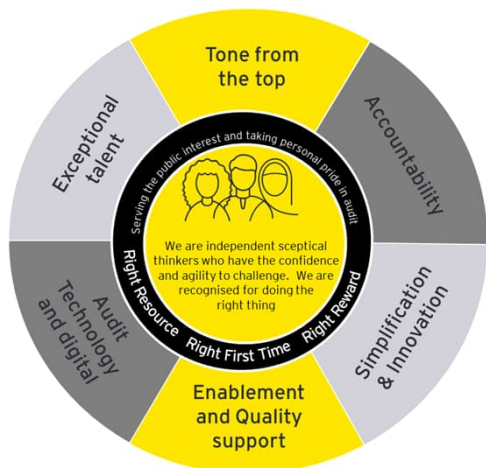 Tone from
the top
Accountability
Simplification
& Innovation
Enablement
and Quality
support
Audit
Technology
and digital
Exceptional
talent
Serving the public interest and taking personal pride in audit
We are independent sceptical
thinkers who have the confidence
and agility to challenge. We are
recognised for doing the
right thing
Right Resource Right First Time Right Reward